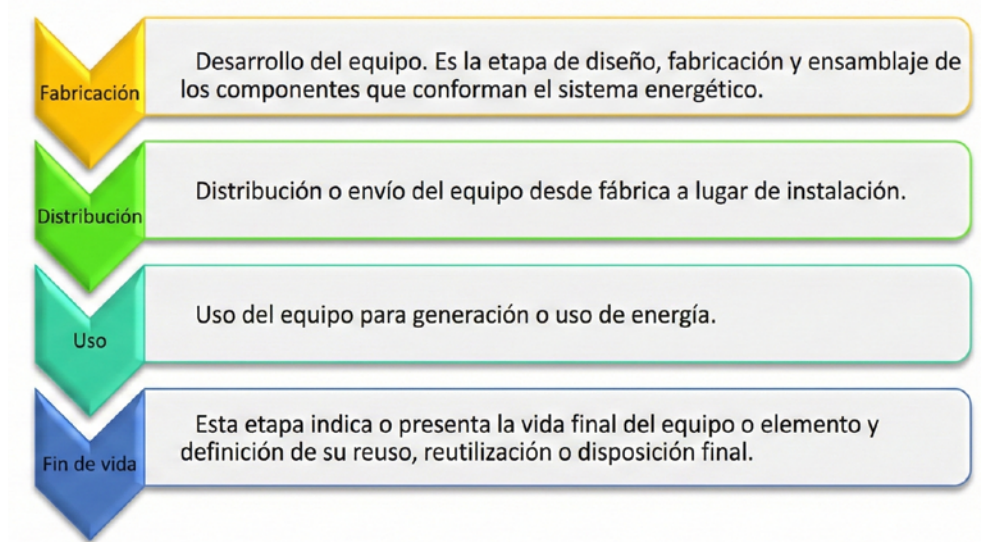 Fabricación
Desarrollo del equipo. Es la etapa de diseño, fabricación y ensamblaje de
los componentes que conforman el sistema energético.
Distribución
Distribución o envío del equipo desde fábrica a lugar de instalación.
Uso
Uso del equipo para generación o uso de energía.
Fin de vida
Esta etapa indica o presenta la vida final del equipo o elemento y
definición de su reuso, reutilización o disposición final.